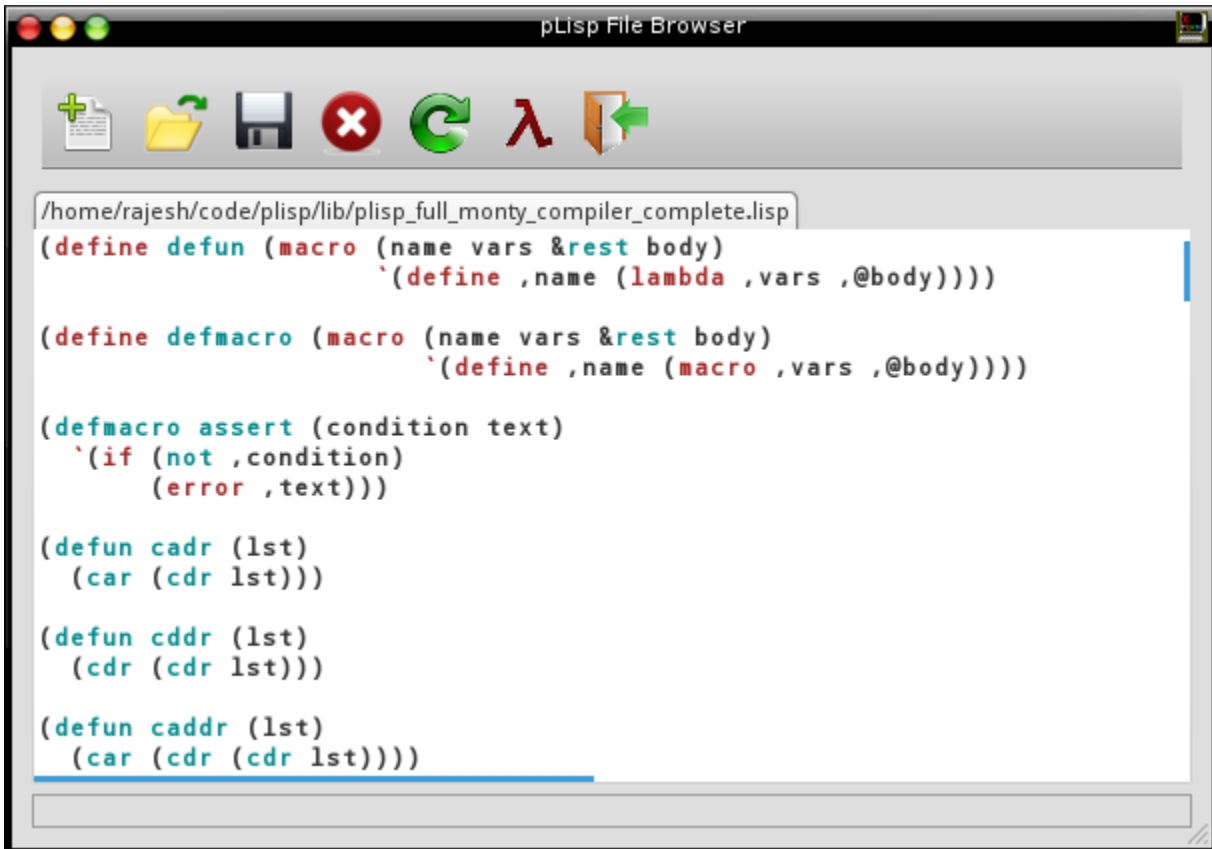 pLisp File Browser
λ
/home/rajesh/code/plisp/lib/plisp_full_monty_compiler_complete.lisp
(define defun (macro (name vars &rest body)
                     `(define ,name (lambda ,vars ,@body))))
(define defmacro (macro (name vars &rest body)
                        `(define ,name (macro ,vars ,@body))))
(defmacro assert (condition text)
  `(if (not ,condition)
       (error ,text)))
(defun cadr (lst)
  (car (cdr lst)))
(defun cddr (lst)
  (cdr (cdr lst)))
(defun caddr (lst)
  (car (cdr (cdr lst))))